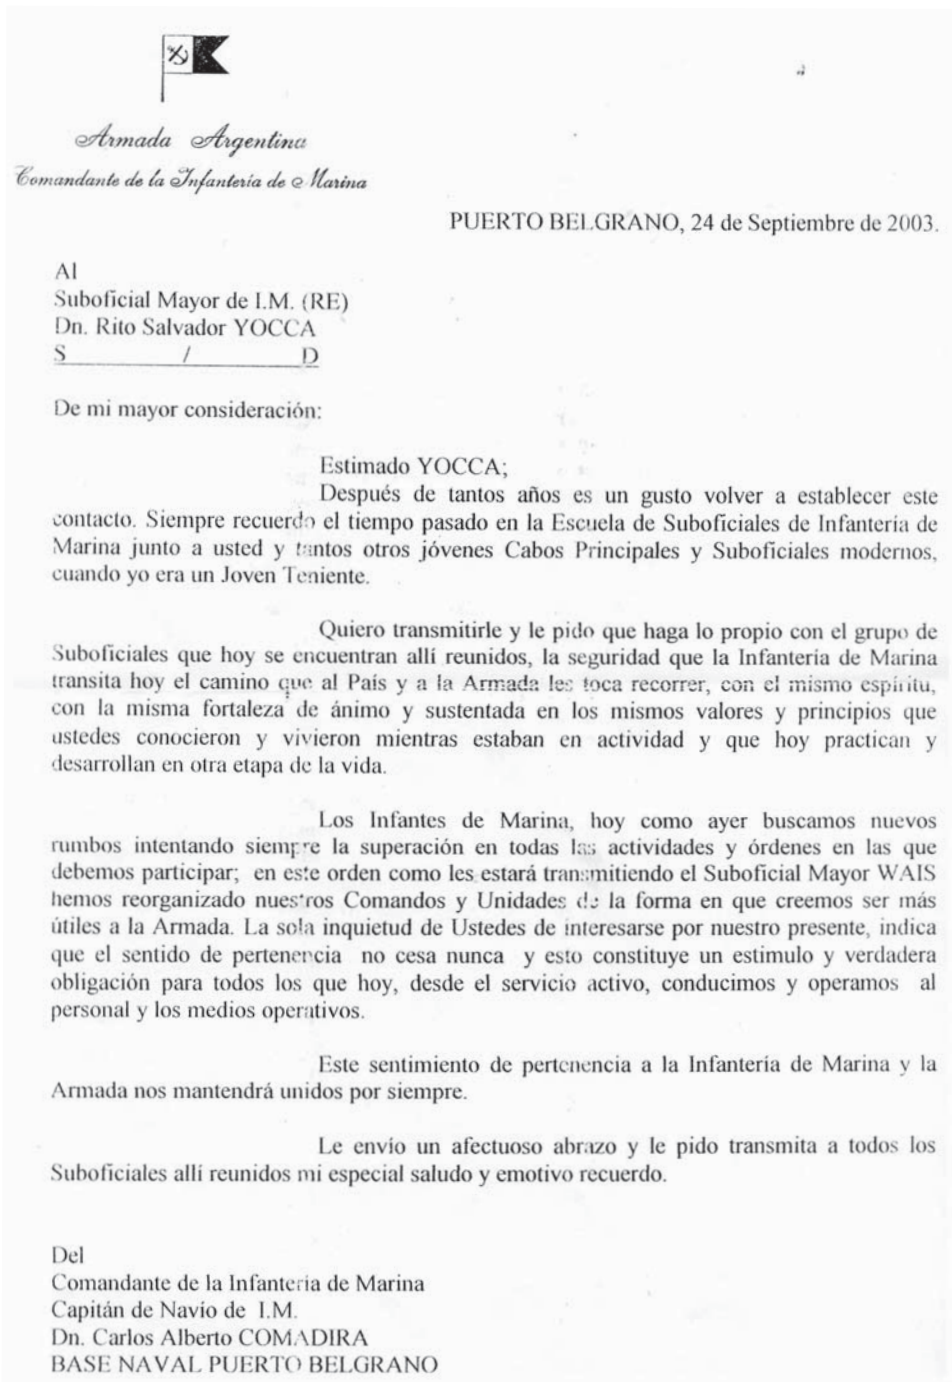 Armada Argentina
Comandante de la Infantería de Marina
PUERTO BELGRANO, 24 de Septiembre de 2003.
Al
Suboficial Mayor de I.M. (RE)
Dn. Rito Salvador YOCCA
S / D
De mi mayor consideración:
Estimado YOCCA;
Después de tantos años es un gusto volver a establecer este
contacto. Siempre recuerdo el tiempo pasado en la Escuela de Suboficiales de Infantería de
Marina junto a usted y tantos otros jóvenes Cabos Principales y Suboficiales modernos,
cuando yo era un Joven Teniente.
Quiero transmitirle y le pido que haga lo propio con el grupo de
Suboficiales que hoy se encuentran allí reunidos, la seguridad que la Infantería de Marina
transita hoy el camino que al País y a la Armada les toca recorrer, con el mismo espíritu,
con la misma fortaleza de ánimo y sustentada en los mismos valores y principios que
ustedes conocieron y vivieron mientras estaban en actividad y que hoy practican y
desarrollan en otra etapa de la vida.
Los Infantes de Marina, hoy como ayer buscamos nuevos
rumbos intentando siempre la superación en todas las actividades y órdenes en las que
debemos participar; en este orden como les estará transmitiendo el Suboficial Mayor WAIS
hemos reorganizado nuestros Comandos y Unidades de la forma en que creemos ser más
útiles a la Armada. La sola inquietud de Ustedes de interesarse por nuestro presente, indica
que el sentido de pertenencia no cesa nunca y esto constituye un estimulo y verdadera
obligación para todos los que hoy, desde el servicio activo, conducimos y operamos al
personal y los medios operativos.
Este sentimiento de pertenencia a la Infantería de Marina y la
Armada nos mantendrá unidos por siempre.
Le envío un afectuoso abrazo y le pido transmita a todos los
Suboficiales allí reunidos mi especial saludo y emotivo recuerdo.
Del
Comandante de la Infantería de Marina
Capitán de Navío de I.M.
Dn. Carlos Alberto COMADIRA
BASE NAVAL PUERTO BELGRANO